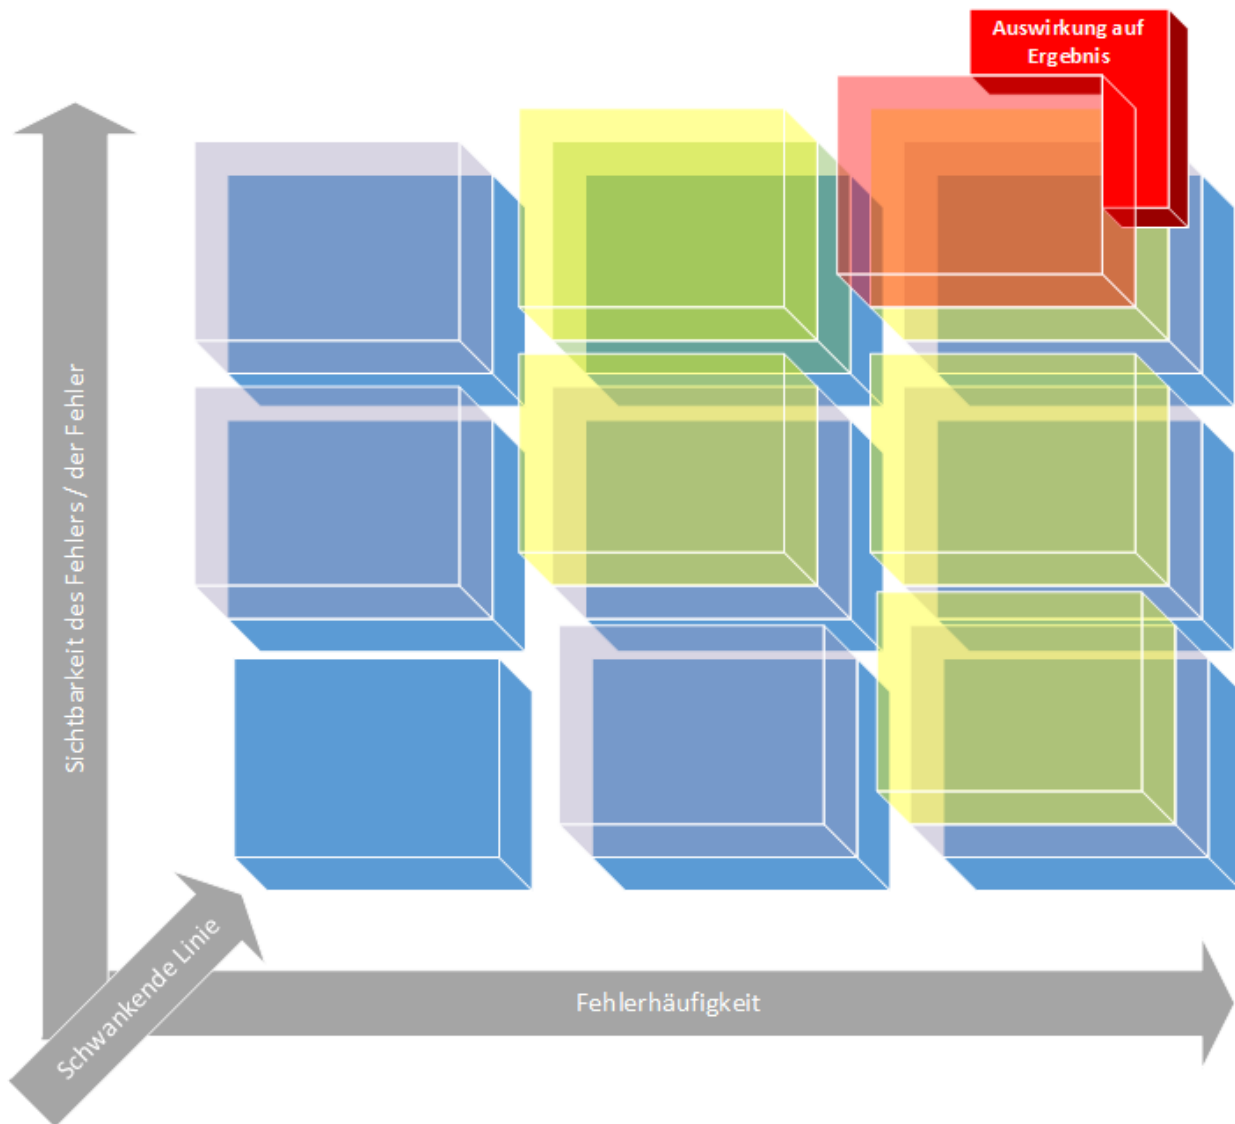 Auswirkung auf
Ergebnis
Sichtbarkeit des Fehlers / der Fehler
Schwankende Linie
Fehlerhäufigkeit